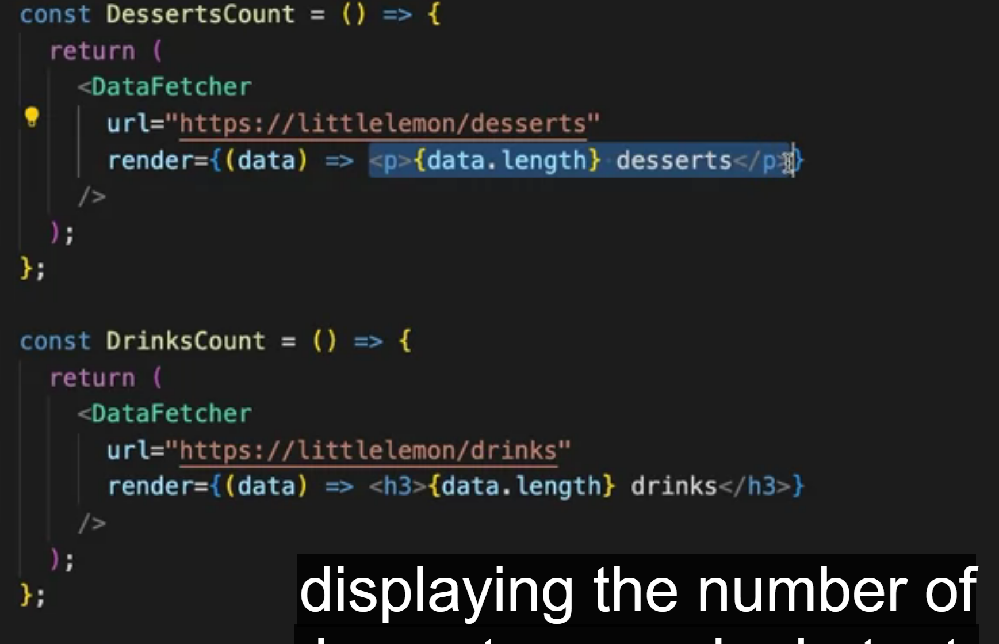 const DessertsCount = () => {
return (
<DataFetcher
url="https://littlelemon/desserts"
render={(data) => <p>{data.length} desserts</p>}
/>
);
};
const DrinksCount = () => {
return (
<DataFetcher
url="https://littlelemon/drinks"
render={(data) => <h3>{data.length} drinks</h3>}
/>
);
};
displaying the number of